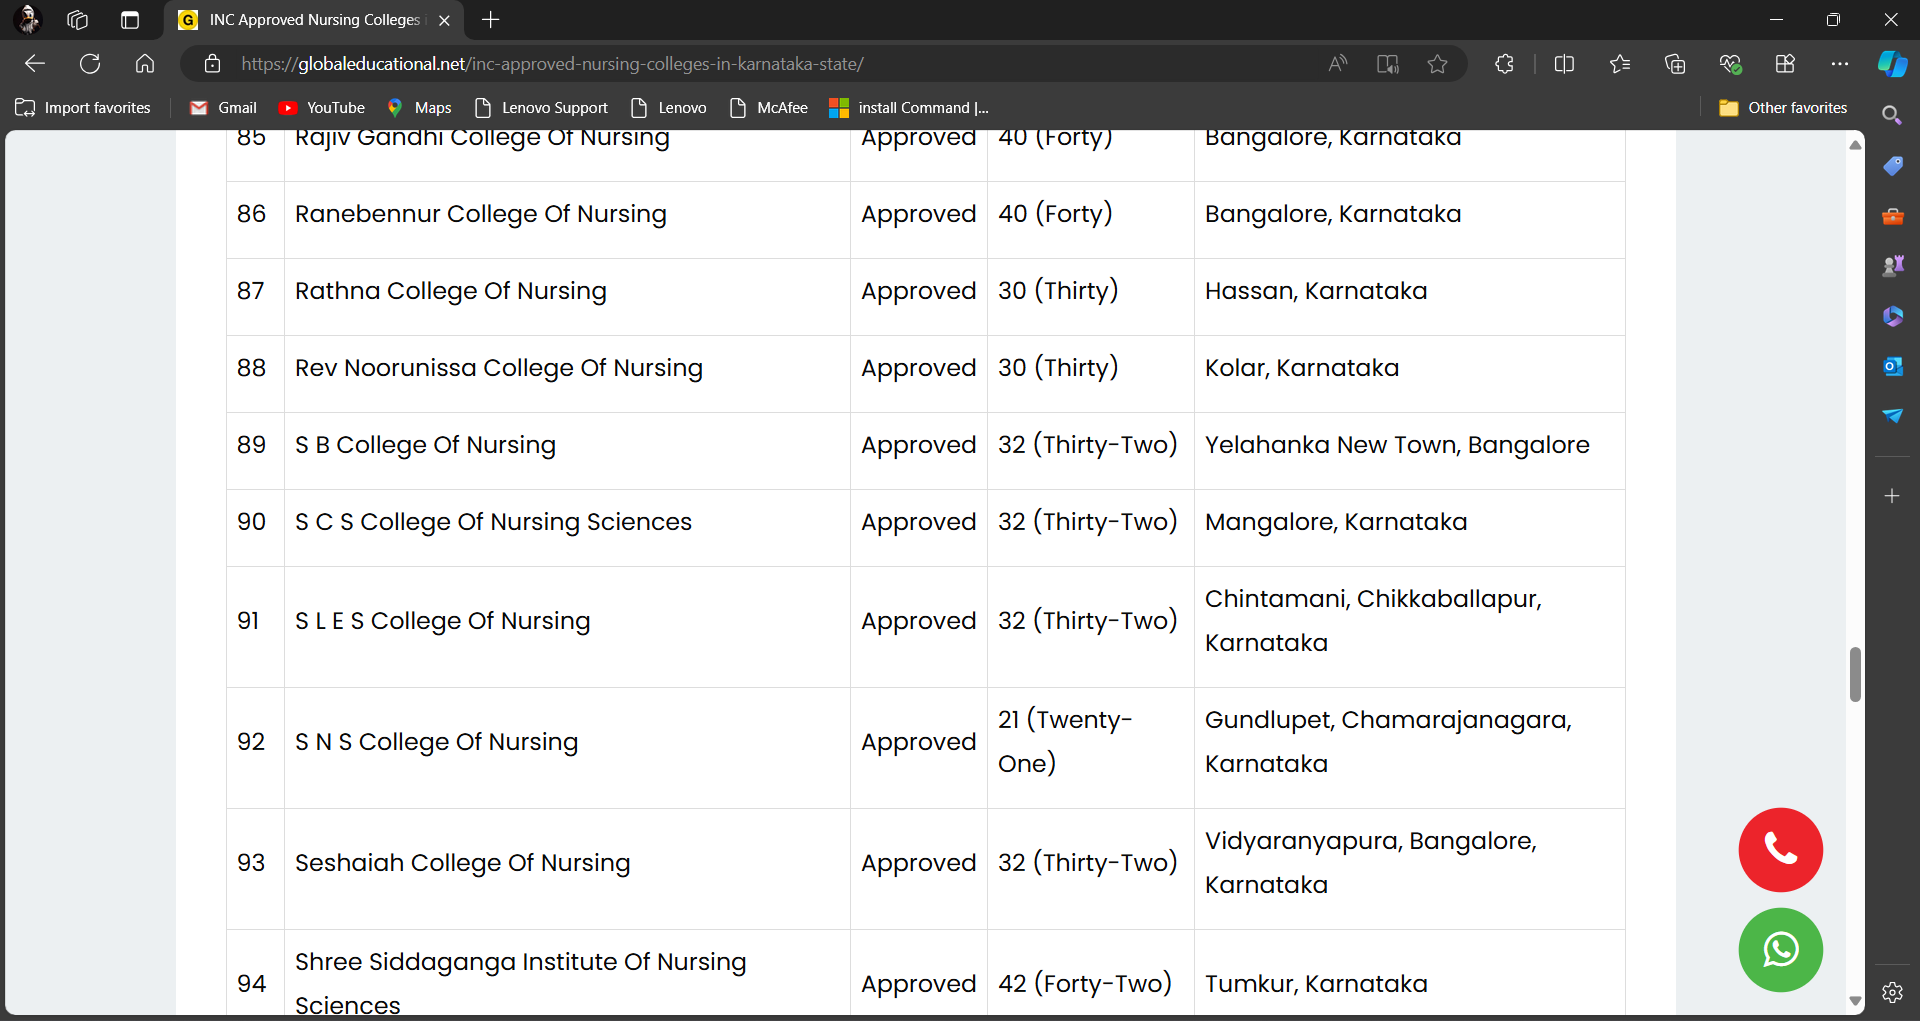 INC Approved Nursing Colleges i
https://globaleducational.net/inc-approved-nursing-colleges-in-karnataka-state/
Import favorites Gmail YouTube Maps Lenovo Support Lenovo McAfee install Command |... Other favorites
85 Rajiv Gandhi College Of Nursing Approved 40 (Forty) Bangalore, Karnataka
86 Ranebennur College Of Nursing Approved 40 (Forty) Bangalore, Karnataka
87 Rathna College Of Nursing Approved 30 (Thirty) Hassan, Karnataka
88 Rev Noorunissa College Of Nursing Approved 30 (Thirty) Kolar, Karnataka
89 S B College Of Nursing Approved 32 (Thirty-Two) Yelahanka New Town, Bangalore
90 S C S College Of Nursing Sciences Approved 32 (Thirty-Two) Mangalore, Karnataka
91 S L E S College Of Nursing Approved 32 (Thirty-Two) Chintamani, Chikkaballapur,
Karnataka
92 S N S College Of Nursing Approved 21 (Twenty-
One) Gundlupet, Chamarajanagara,
Karnataka
93 Seshaiah College Of Nursing Approved 32 (Thirty-Two) Vidyaranyapura, Bangalore,
Karnataka
94 Shree Siddaganga Institute Of Nursing
Sciences Approved 42 (Forty-Two) Tumkur, Karnataka